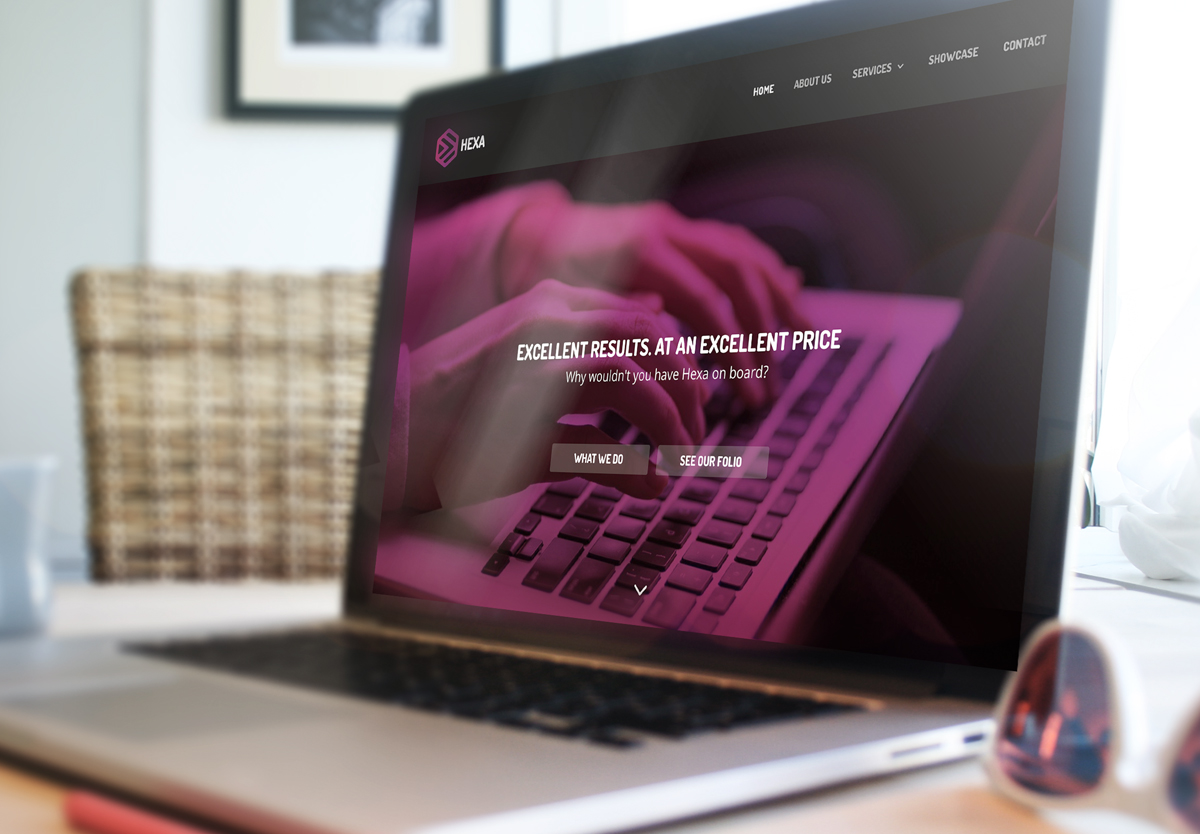 HOME ABOUT US SERVICES SHOWCASE CONTACT
HEXA
EXCELLENT RESULTS. AT AN EXCELLENT PRICE
Why wouldn't you have Hexa on board?
WHAT WE DO SEE OUR FOLIO